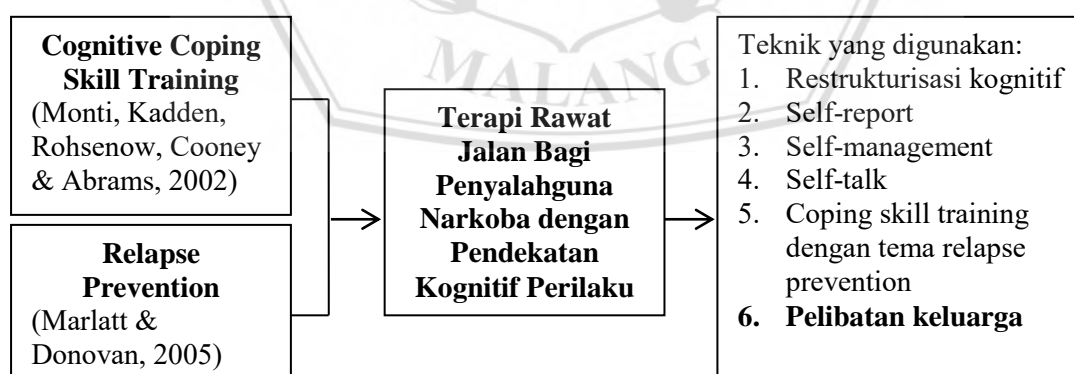 MALANG
Cognitive Coping
Skill Training
(Monti, Kadden,
Rohsenow, Cooney
& Abrams, 2002)
Relapse
Prevention
(Marlatt &
Donovan, 2005)
Terapi Rawat
Jalan Bagi
Penyalahguna
Narkoba dengan
Pendekatan
Kognitif Perilaku
Teknik yang digunakan:
1. Restrukturisasi kognitif
2. Self-report
3. Self-management
4. Self-talk
5. Coping skill training
dengan tema relapse
prevention
6. Pelibatan keluarga